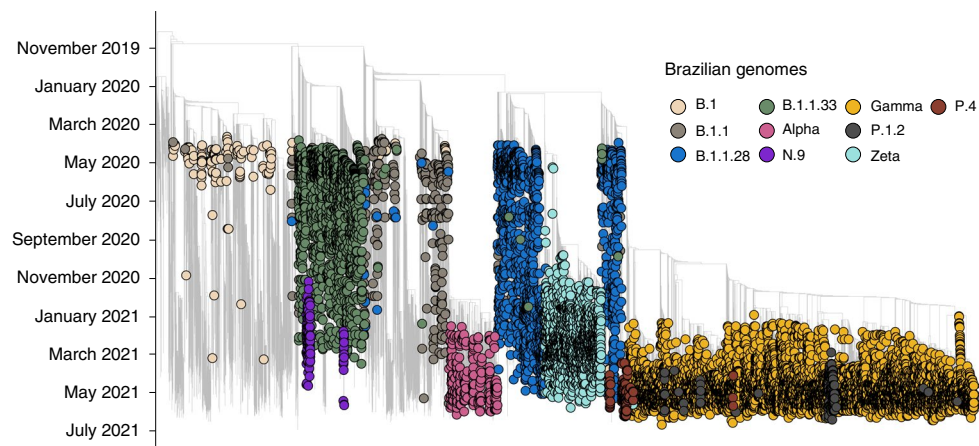 November 2019
January 2020
March 2020
May 2020
July 2020
September 2020
November 2020
January 2021
March 2021
May 2021
July 2021
Brazilian genomes
B.1 B.1.1.33 Gamma P.4
B.1.1 Alpha P.1.2
B.1.1.28 N.9 Zeta